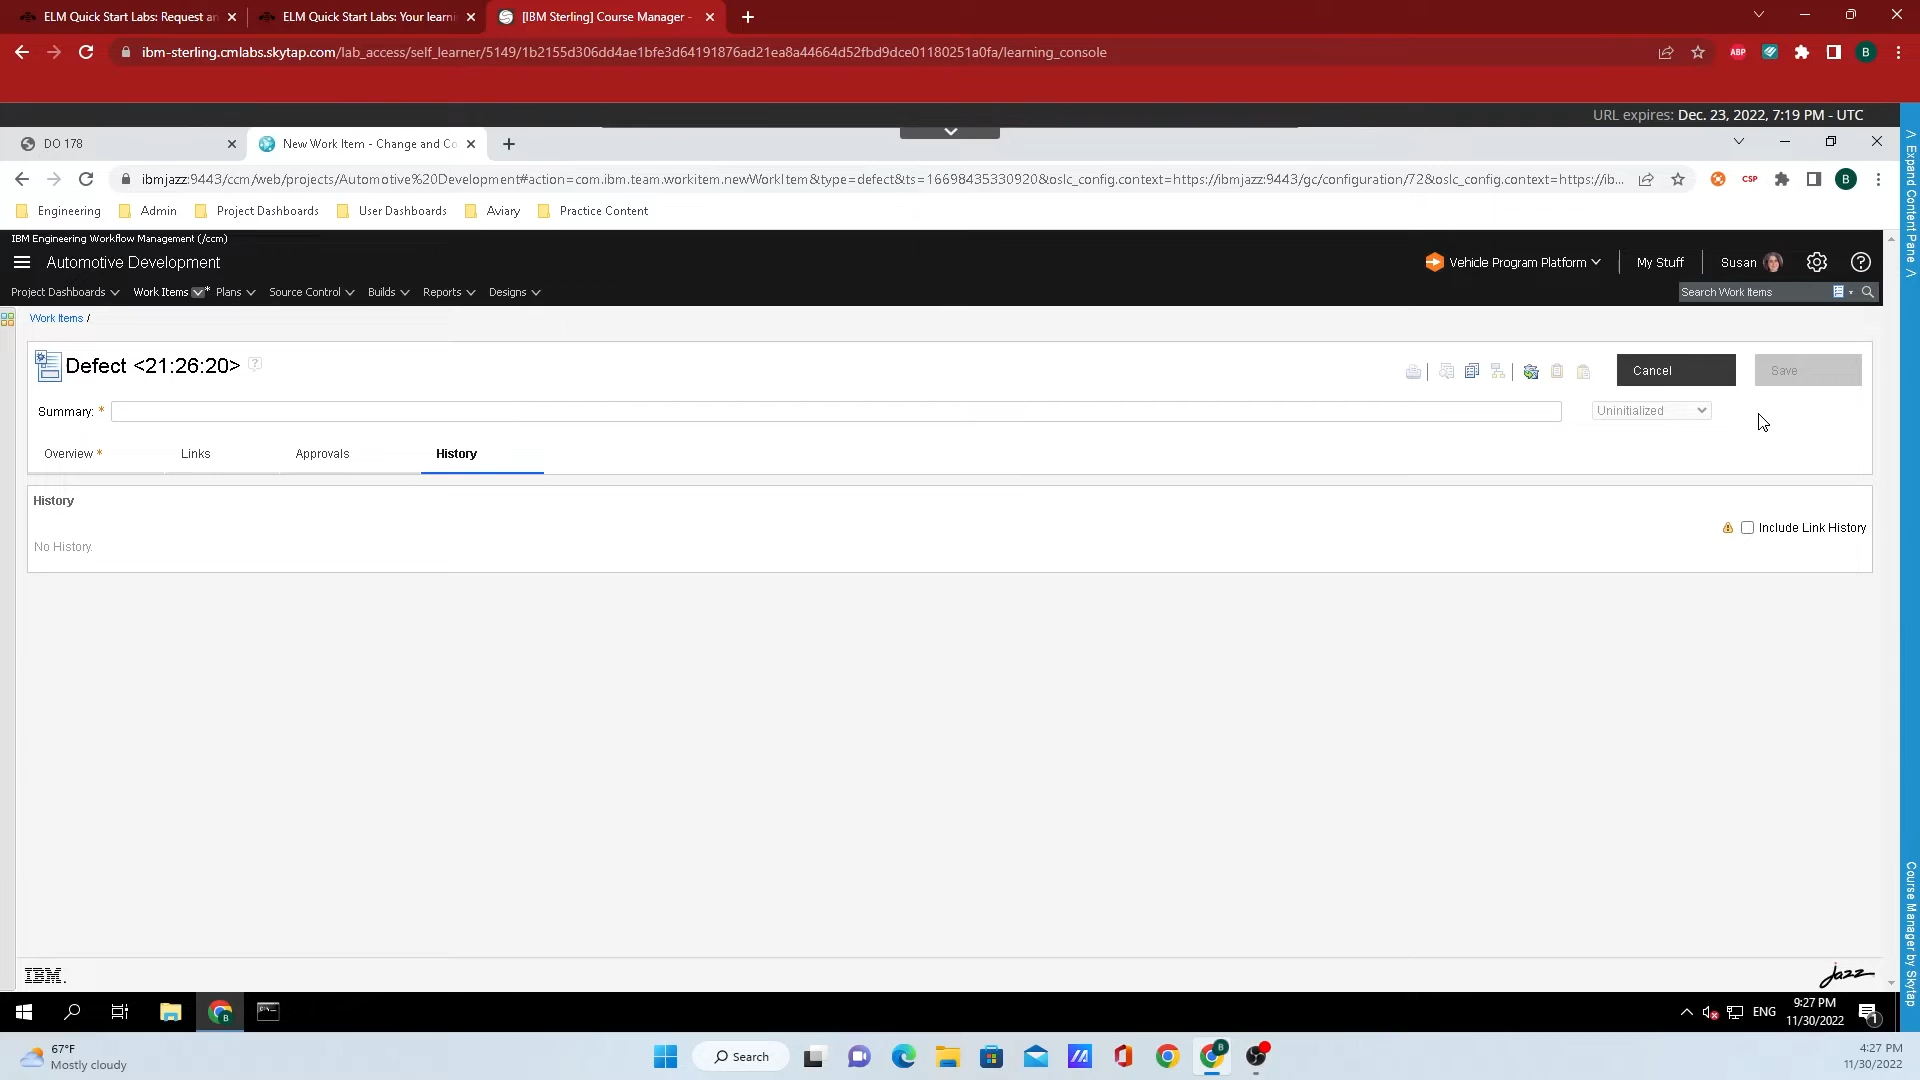 ELM Quick Start Labs: Request an
ELM Quick Start Labs: Your learni
[IBM Sterling] Course Manager -
ibm-sterling.cmlabs.skytap.com/lab_access/self_learner/5149/1b2155d306dd4ae1bfe3d64191876ad21ea8a44664d52fbd9dce01180251a0fa/learning_console
ABP
B
URL expires: Dec. 23, 2022, 7:19 PM - UTC
DO 178
New Work Item - Change and Co
ibmjazz:9443/ccm/web/projects/Automotive%20Development#action=com.ibm.team.workitem.newWorkItem&type=defect&ts=16698435330920&oslc_config.context=https://ibmjazz:9443/gc/configuration/72&oslc_config.context=https://ib...
CSP
B
Engineering
Admin
Project Dashboards
User Dashboards
Aviary
Practice Content
< Expand Content Pane <
IBM Engineering Workflow Management (/ccm)
Automotive Development
Vehicle Program Platform
My Stuff
Susan
Project Dashboards
Work Items *
Plans
Source Control
Builds
Reports
Designs
Search Work Items
Work Items /
Defect <21:26:20> ?
Cancel
Save
Summary: *
Uninitialized
Overview *
Links
Approvals
History
History
Include Link History
No History.
Course Manager by Skytap
IBM.
Jazz
ENG
9:27 PM
11/30/2022
1
67°F
Mostly cloudy
Search
B
4:27 PM
11/30/2022